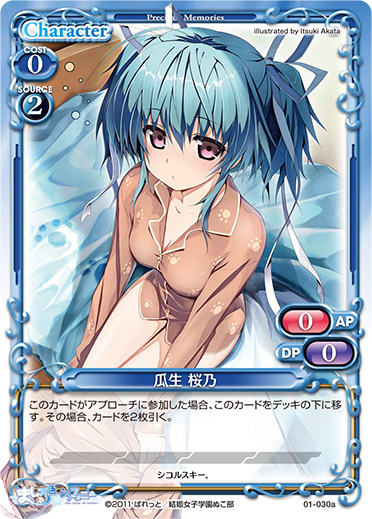 Precious Memories
Character
illustrated by Itsuki Akata
COST
0
SOURCE
2
0 AP
DP 0
瓜生 桜乃
このカードがアプローチに参加した場合、このカードをデッキの下に移
す。その場合、カードを2枚引く。
シコルスキー。
©2011 ぱれっと／結姫女子学園ぬこ部
01-030a